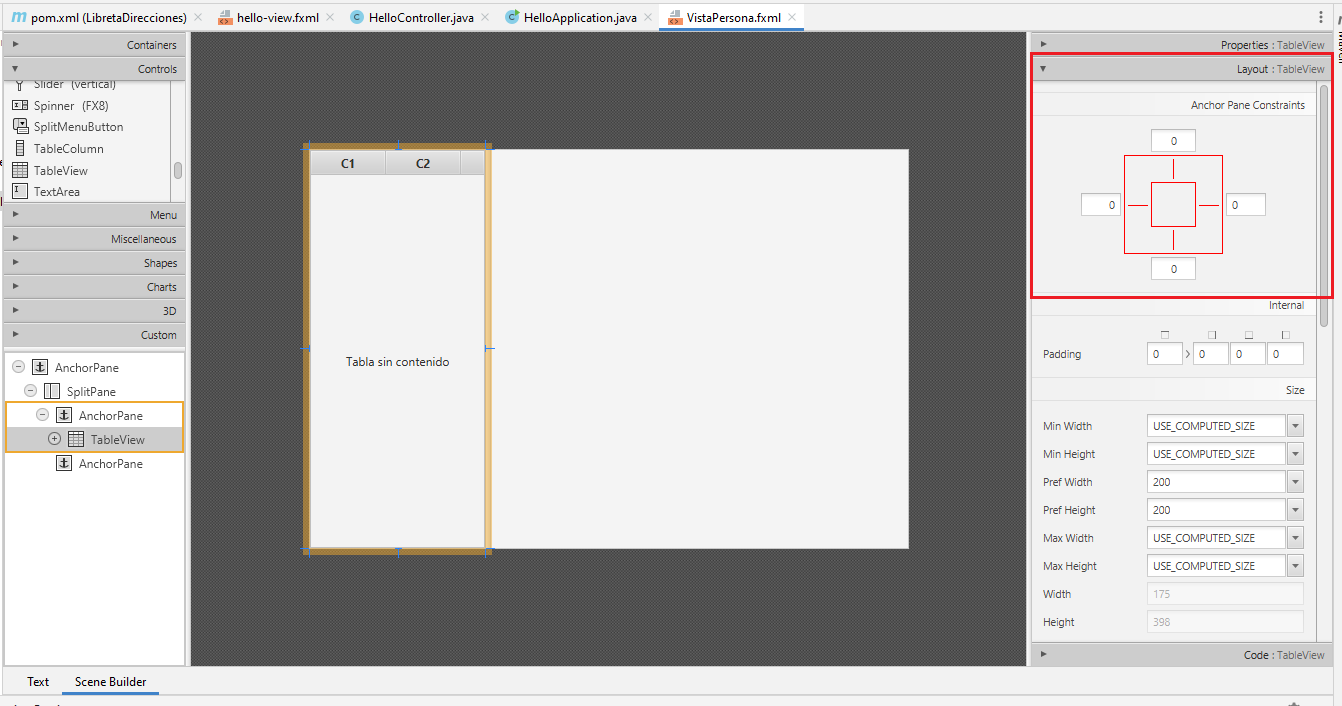 pom.xml (LibretaDirecciones)
hello-view.fxml
HelloController.java
HelloApplication.java
VistaPersona.fxml
Containers
Controls
Slider (vertical)
Spinner (FX8)
SplitMenuButton
TableColumn
TableView
TextArea
Menu
Miscellaneous
Shapes
Charts
3D
Custom
AnchorPane
SplitPane
AnchorPane
TableView
AnchorPane
C1 C2
Tabla sin contenido
Properties : TableView
Layout : TableView
Anchor Pane Constraints
0
0 0
0
Internal
Padding 0 0 0 0
Size
Min Width USE_COMPUTED_SIZE
Min Height USE_COMPUTED_SIZE
Pref Width 200
Pref Height 200
Max Width USE_COMPUTED_SIZE
Max Height USE_COMPUTED_SIZE
Width 175
Height 398
Code : TableView
Text Scene Builder